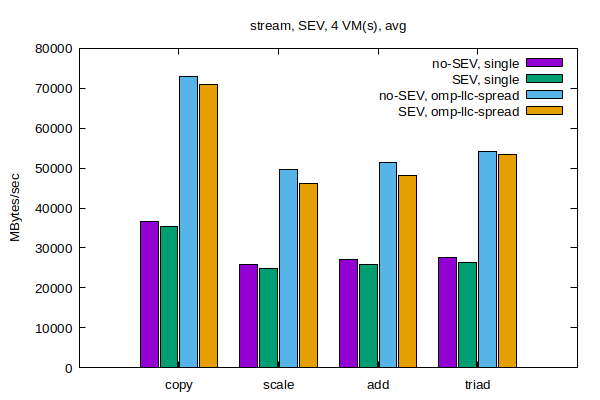 stream, SEV, 4 VM(s), avg
MBytes/sec
80000
70000
60000
50000
40000
30000
20000
10000
0
no-SEV, single
SEV, single
no-SEV, omp-llc-spread
SEV, omp-llc-spread
copy
scale
add
triad